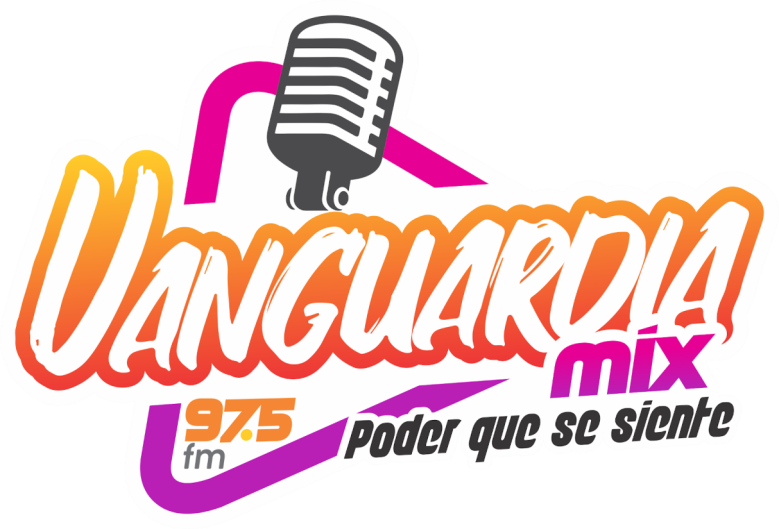 VANGUARDIA
mix
97.5
fm
Poder que se siente